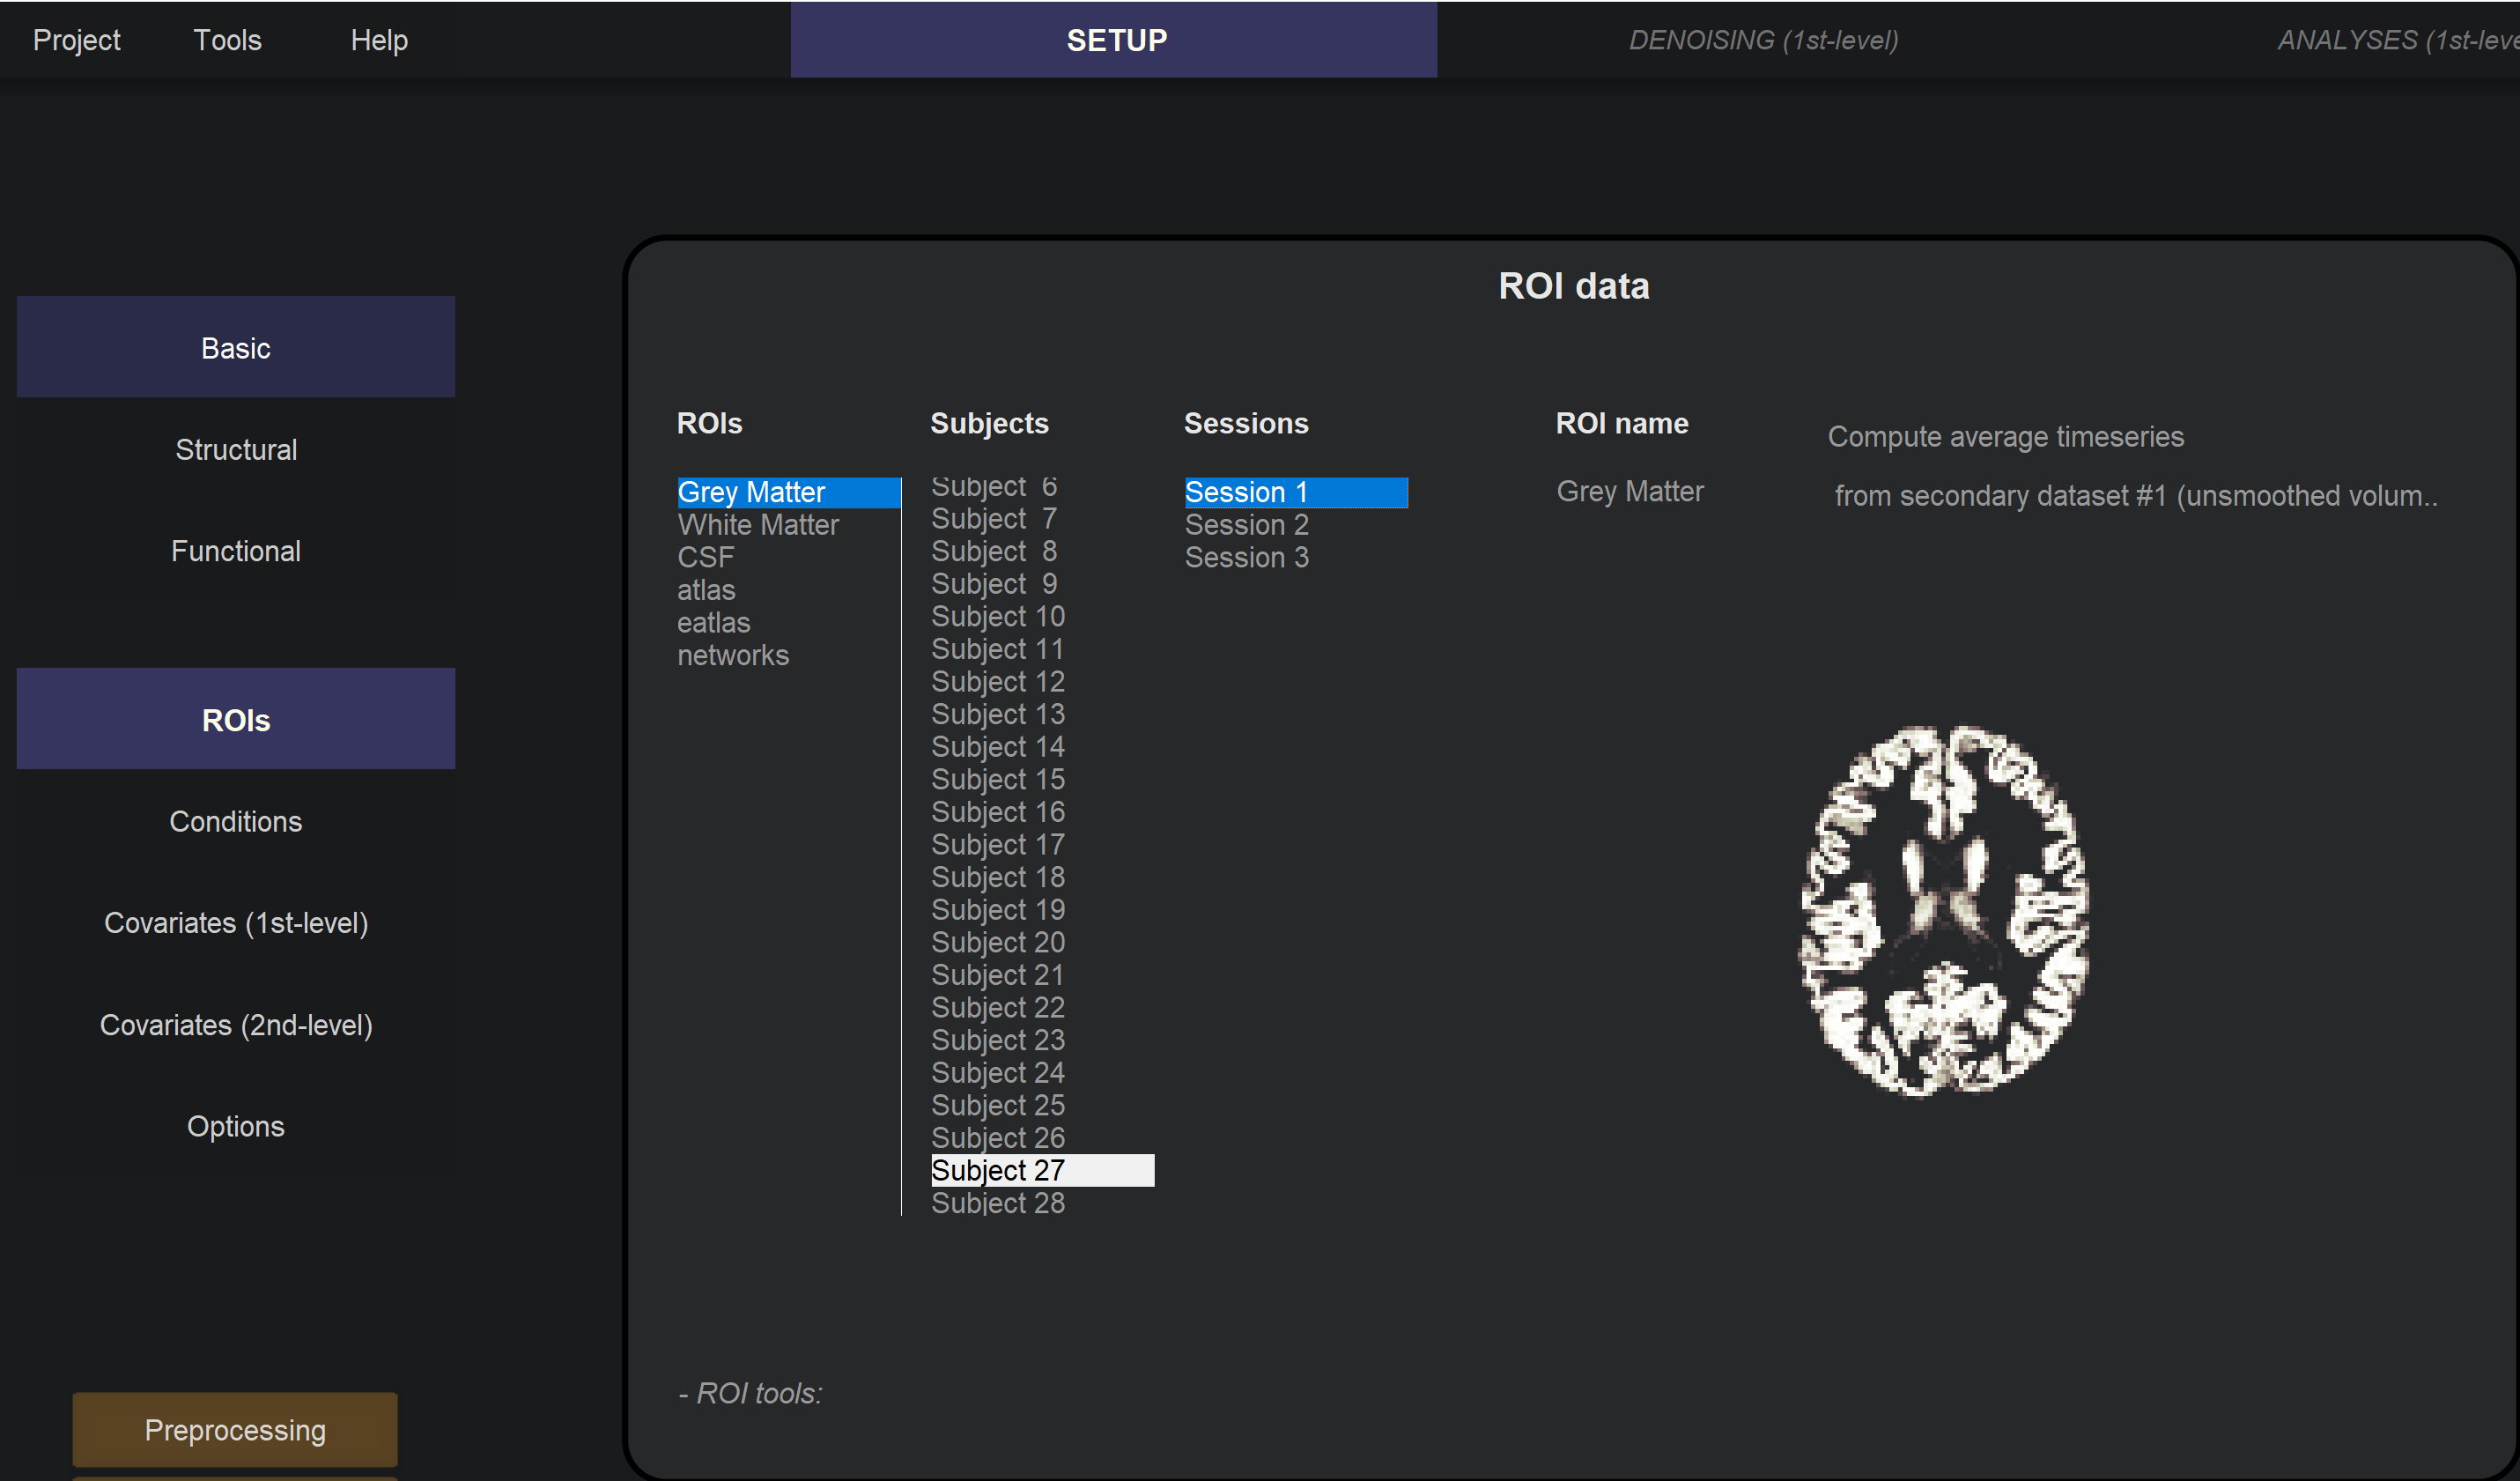 Project Tools Help SETUP DENOISING (1st-level) ANALYSES (1st-leve
Basic
Structural
Functional
ROIs
Conditions
Covariates (1st-level)
Covariates (2nd-level)
Options
Preprocessing
ROI data
ROIs
Grey Matter
White Matter
CSF
atlas
eatlas
networks
Subjects
Subject 6
Subject 7
Subject 8
Subject 9
Subject 10
Subject 11
Subject 12
Subject 13
Subject 14
Subject 15
Subject 16
Subject 17
Subject 18
Subject 19
Subject 20
Subject 21
Subject 22
Subject 23
Subject 24
Subject 25
Subject 26
Subject 27
Subject 28
Sessions
Session 1
Session 2
Session 3
ROI name
Grey Matter
Compute average timeseries
from secondary dataset #1 (unsmoothed volum..
- ROI tools: